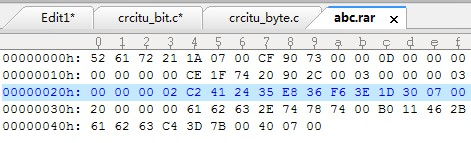 Edit1* crcitu_bit.c* crcitu_byte.c abc.rar x
0 1 2 3 4 5 6 7 8 9 a b c d e f
00000000h: 52 61 72 21 1A 07 00 CF 90 73 00 00 0D 00 00 00
00000010h: 00 00 00 00 CE 1F 74 20 90 2C 00 03 00 00 00 03
00000020h: 00 00 00 02 C2 41 24 35 E8 36 F6 3E 1D 30 07 00
00000030h: 20 00 00 00 61 62 63 2E 74 78 74 00 B0 11 46 2B
00000040h: 61 62 63 C4 3D 7B 00 40 07 00